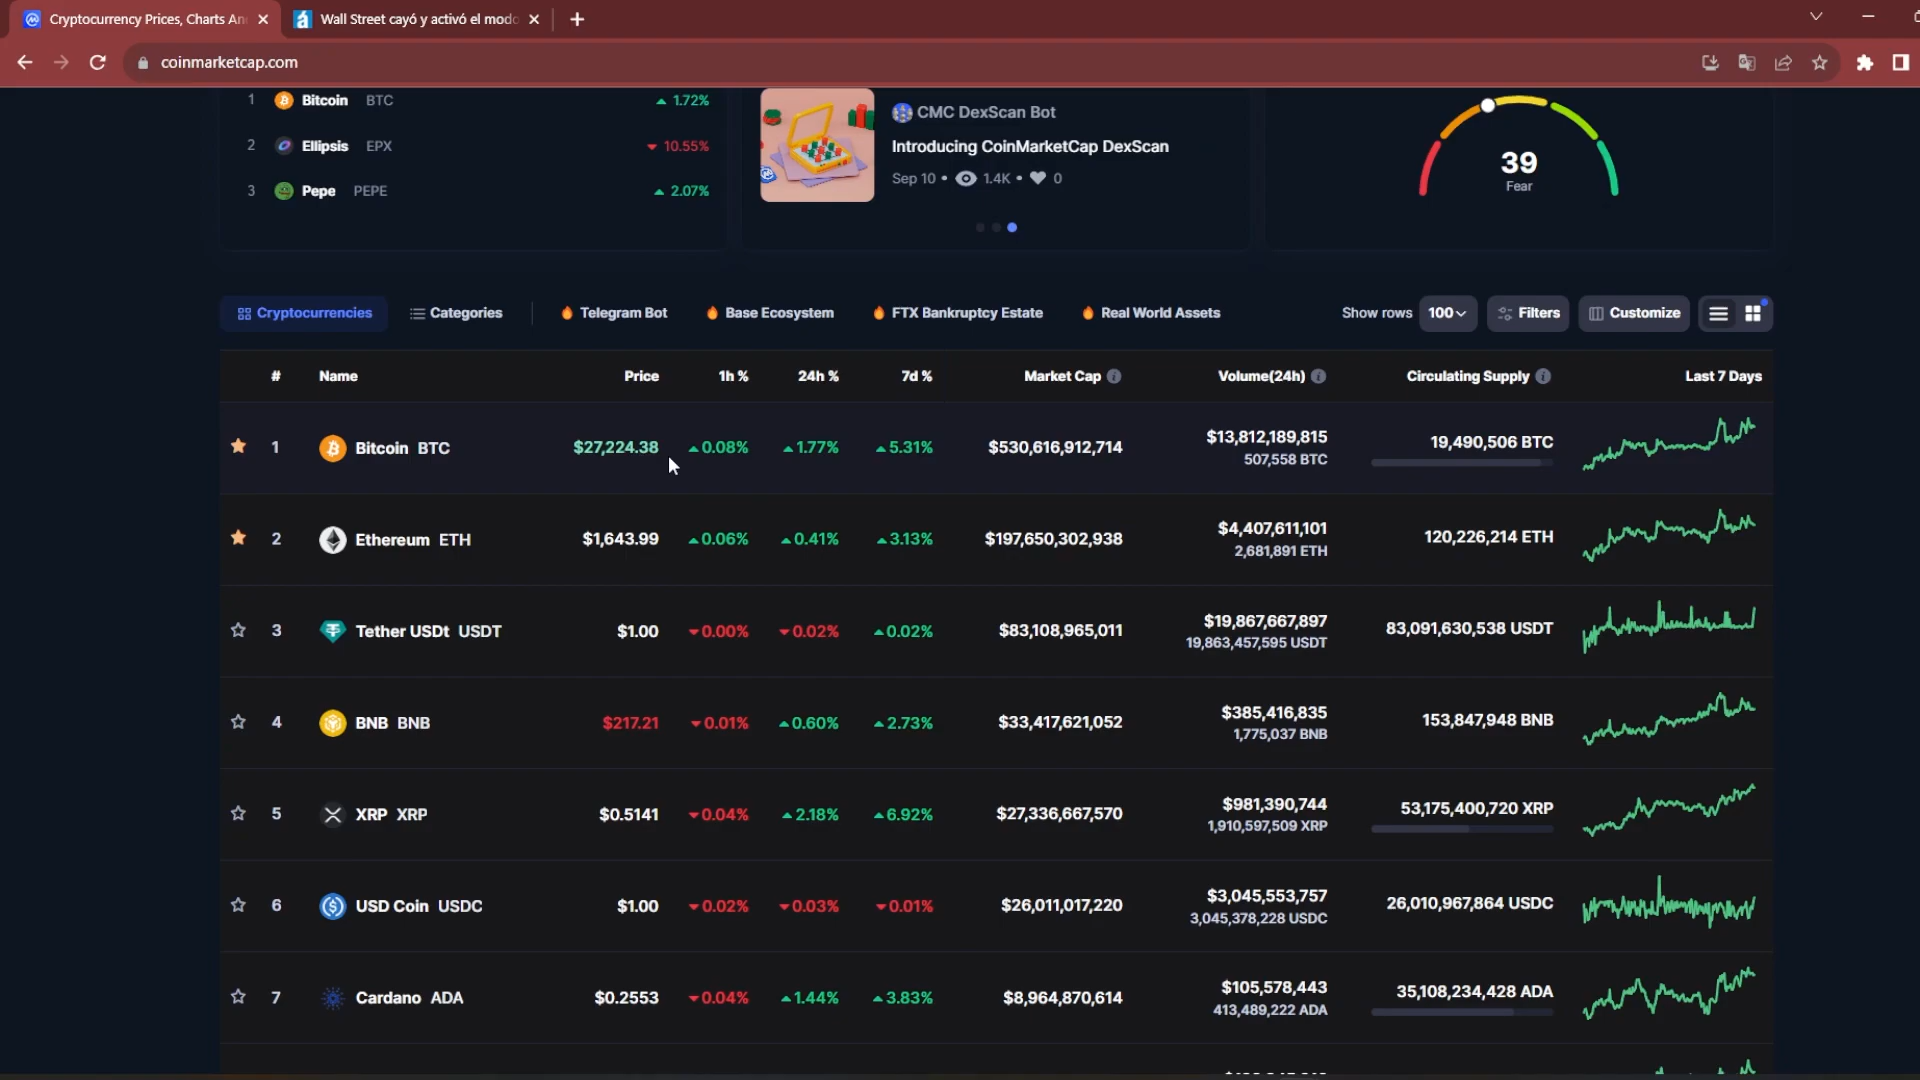 Cryptocurrency Prices, Charts An
Wall Street cayó y activó el modo
coinmarketcap.com
1 Bitcoin BTC 1.72%
2 Ellipsis EPX 10.55%
3 Pepe PEPE 2.07%
CMC DexScan Bot
Introducing CoinMarketCap DexScan
Sep 10 • 1.4K • 0
39
Fear
Cryptocurrencies Categories Telegram Bot Base Ecosystem FTX Bankruptcy Estate Real World Assets Show rows 100 Filters Customize
# Name Price 1h % 24h % 7d % Market Cap Volume(24h) Circulating Supply Last 7 Days
1 Bitcoin BTC $27,224.38 0.08% 1.77% 5.31% $530,616,912,714 $13,812,189,815 19,490,506 BTC
507,558 BTC
2 Ethereum ETH $1,643.99 0.06% 0.41% 3.13% $197,650,302,938 $4,407,611,101 120,226,214 ETH
2,681,891 ETH
3 Tether USDt USDT $1.00 0.00% 0.02% 0.02% $83,108,965,011 $19,867,667,897 83,091,630,538 USDT
19,863,457,595 USDT
4 BNB BNB $217.21 0.01% 0.60% 2.73% $33,417,621,052 $385,416,835 153,847,948 BNB
1,775,037 BNB
5 XRP XRP $0.5141 0.04% 2.18% 6.92% $27,336,667,570 $981,390,744 53,175,400,720 XRP
1,910,597,509 XRP
6 USD Coin USDC $1.00 0.02% 0.03% 0.01% $26,011,017,220 $3,045,553,757 26,010,967,864 USDC
3,045,378,228 USDC
7 Cardano ADA $0.2553 0.04% 1.44% 3.83% $8,964,870,614 $105,578,443 35,108,234,428 ADA
413,489,222 ADA